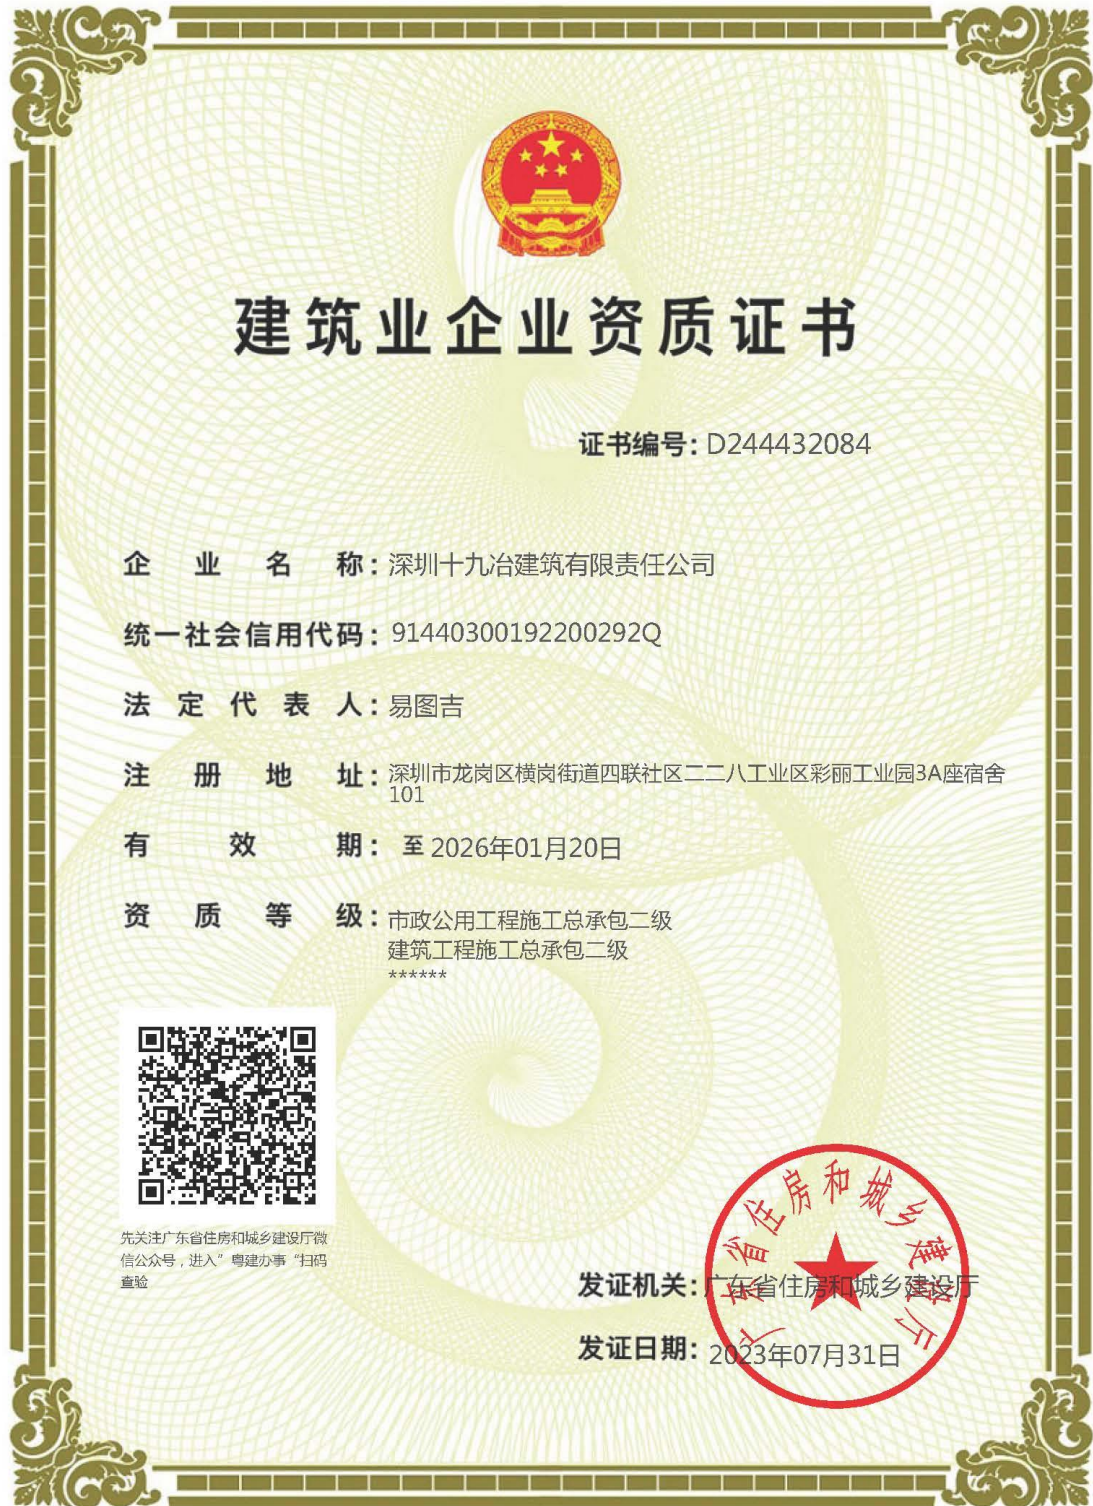 建筑业企业资质证书
证书编号：D244432084
企业名称：深圳十九冶建筑有限责任公司
统一社会信用代码：91440300192200292Q
法定代表人：易图吉
注册地址：深圳市龙岗区横岗街道四联社区二二八工业区彩丽工业园3A座宿舍
101
有效期：至2026年01月20日
资质等级：市政公用工程施工总承包二级
建筑工程施工总承包二级
******
先关注广东省住房和城乡建设厅微
信公众号，进入”粤建办事“扫码
查验
广东省住房和城乡建设厅
发证机关：广东省住房和城乡建设厅
发证日期：2023年07月31日